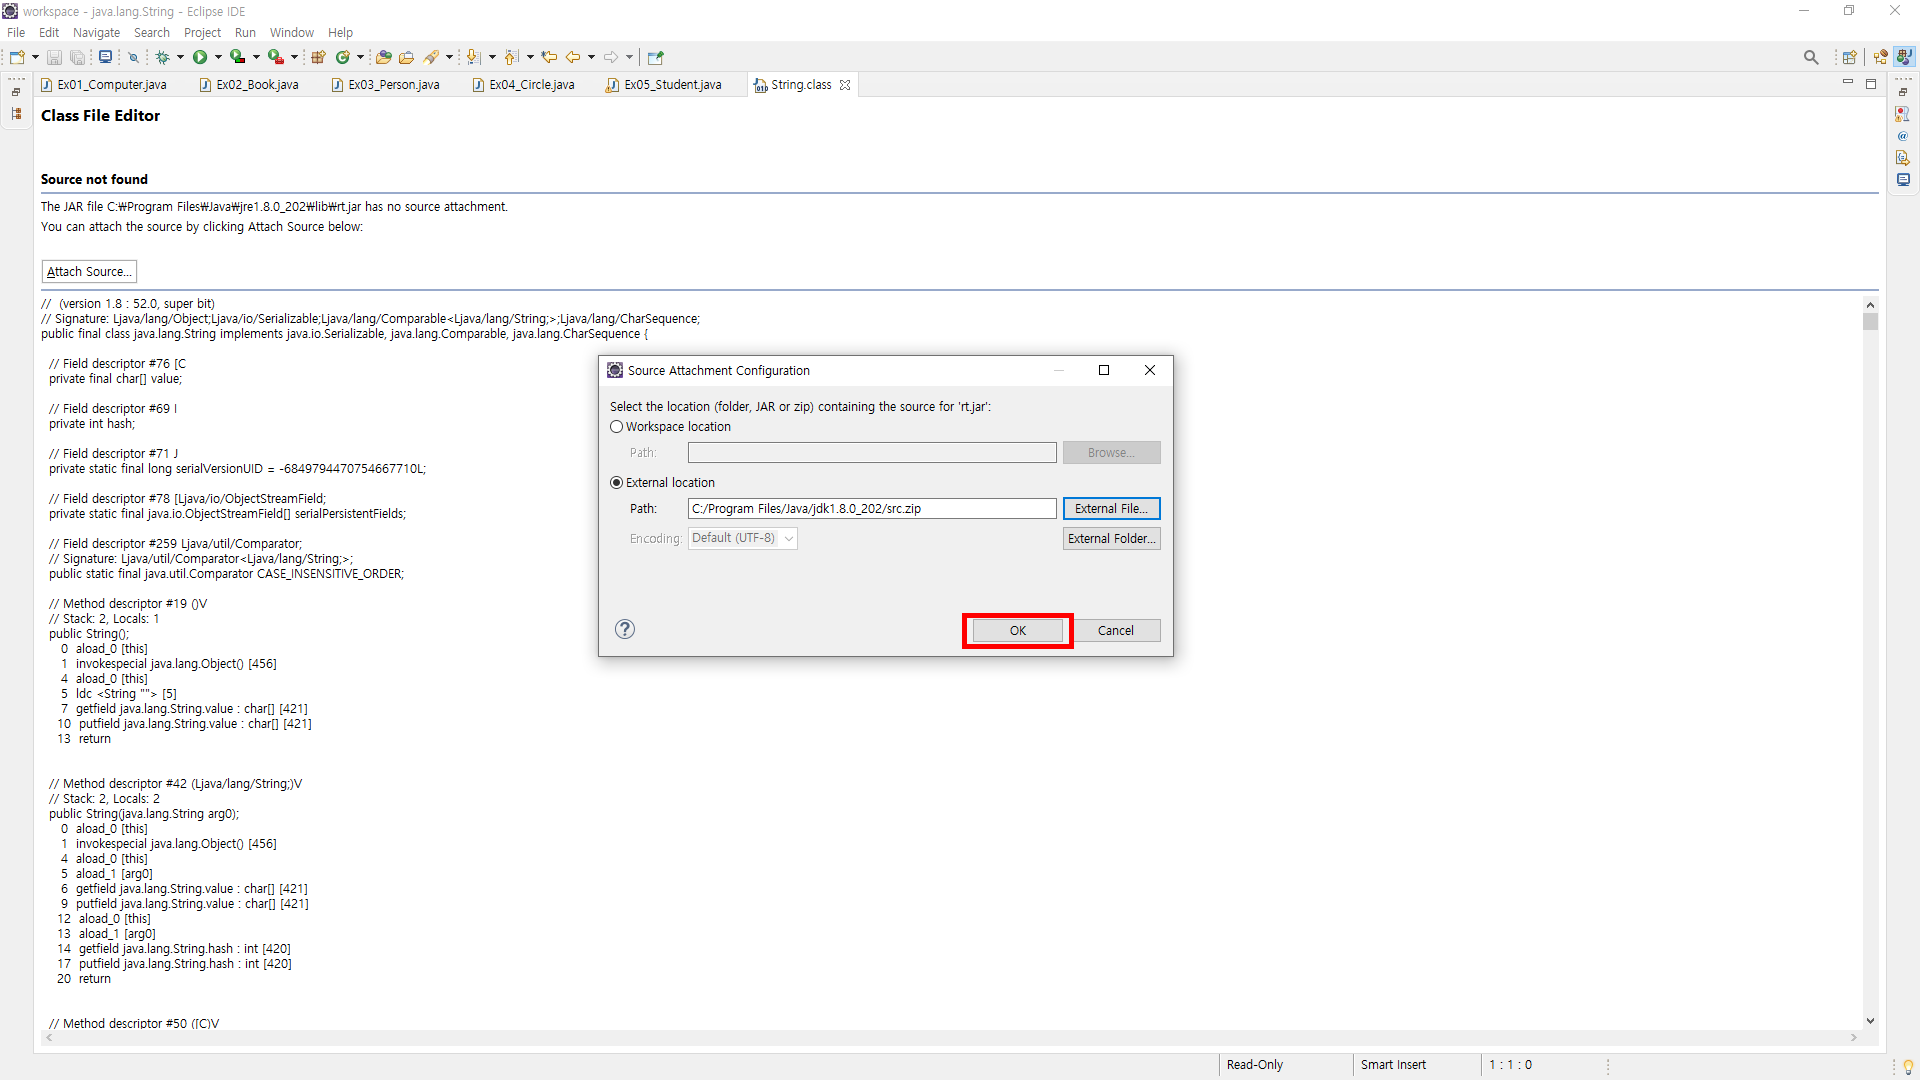 workspace - java.lang.String - Eclipse IDE
File Edit Navigate Search Project Run Window Help
Ex01_Computer.java Ex02_Book.java Ex03_Person.java Ex04_Circle.java Ex05_Student.java String.class
Class File Editor
Source not found
The JAR file C:₩Program Files₩Java₩jre1.8.0_202₩lib₩rt.jar has no source attachment.
You can attach the source by clicking Attach Source below:
Attach Source...
// (version 1.8 : 52.0, super bit)
// Signature: Ljava/lang/Object;Ljava/io/Serializable;Ljava/lang/Comparable<Ljava/lang/String;>;Ljava/lang/CharSequence;
public final class java.lang.String implements java.io.Serializable, java.lang.Comparable, java.lang.CharSequence {
// Field descriptor #76 [C
private final char[] value;
// Field descriptor #69 I
private int hash;
// Field descriptor #71 J
private static final long serialVersionUID = -6849794470754667710L;
// Field descriptor #78 [Ljava/io/ObjectStreamField;
private static final java.io.ObjectStreamField[] serialPersistentFields;
// Field descriptor #259 Ljava/util/Comparator;
// Signature: Ljava/util/Comparator<Ljava/lang/String;>;
public static final java.util.Comparator CASE_INSENSITIVE_ORDER;
// Method descriptor #19 ()V
// Stack: 2, Locals: 1
public String();
0 aload_0 [this]
1 invokespecial java.lang.Object() [456]
4 aload_0 [this]
5 ldc <String ""> [5]
7 getfield java.lang.String.value : char[] [421]
10 putfield java.lang.String.value : char[] [421]
13 return
// Method descriptor #42 (Ljava/lang/String;)V
// Stack: 2, Locals: 2
public String(java.lang.String arg0);
0 aload_0 [this]
1 invokespecial java.lang.Object() [456]
4 aload_0 [this]
5 aload_1 [arg0]
6 getfield java.lang.String.value : char[] [421]
9 putfield java.lang.String.value : char[] [421]
12 aload_0 [this]
13 aload_1 [arg0]
14 getfield java.lang.String.hash : int [420]
17 putfield java.lang.String.hash : int [420]
20 return
// Method descriptor #50 ([C)V
Source Attachment Configuration
Select the location (folder, JAR or zip) containing the source for 'rt.jar':
Workspace location
Path: Browse...
External location
Path: C:/Program Files/Java/jdk1.8.0_202/src.zip External File...
Encoding: Default (UTF-8) External Folder...
? OK Cancel
Read-Only Smart Insert 1 : 1 : 0